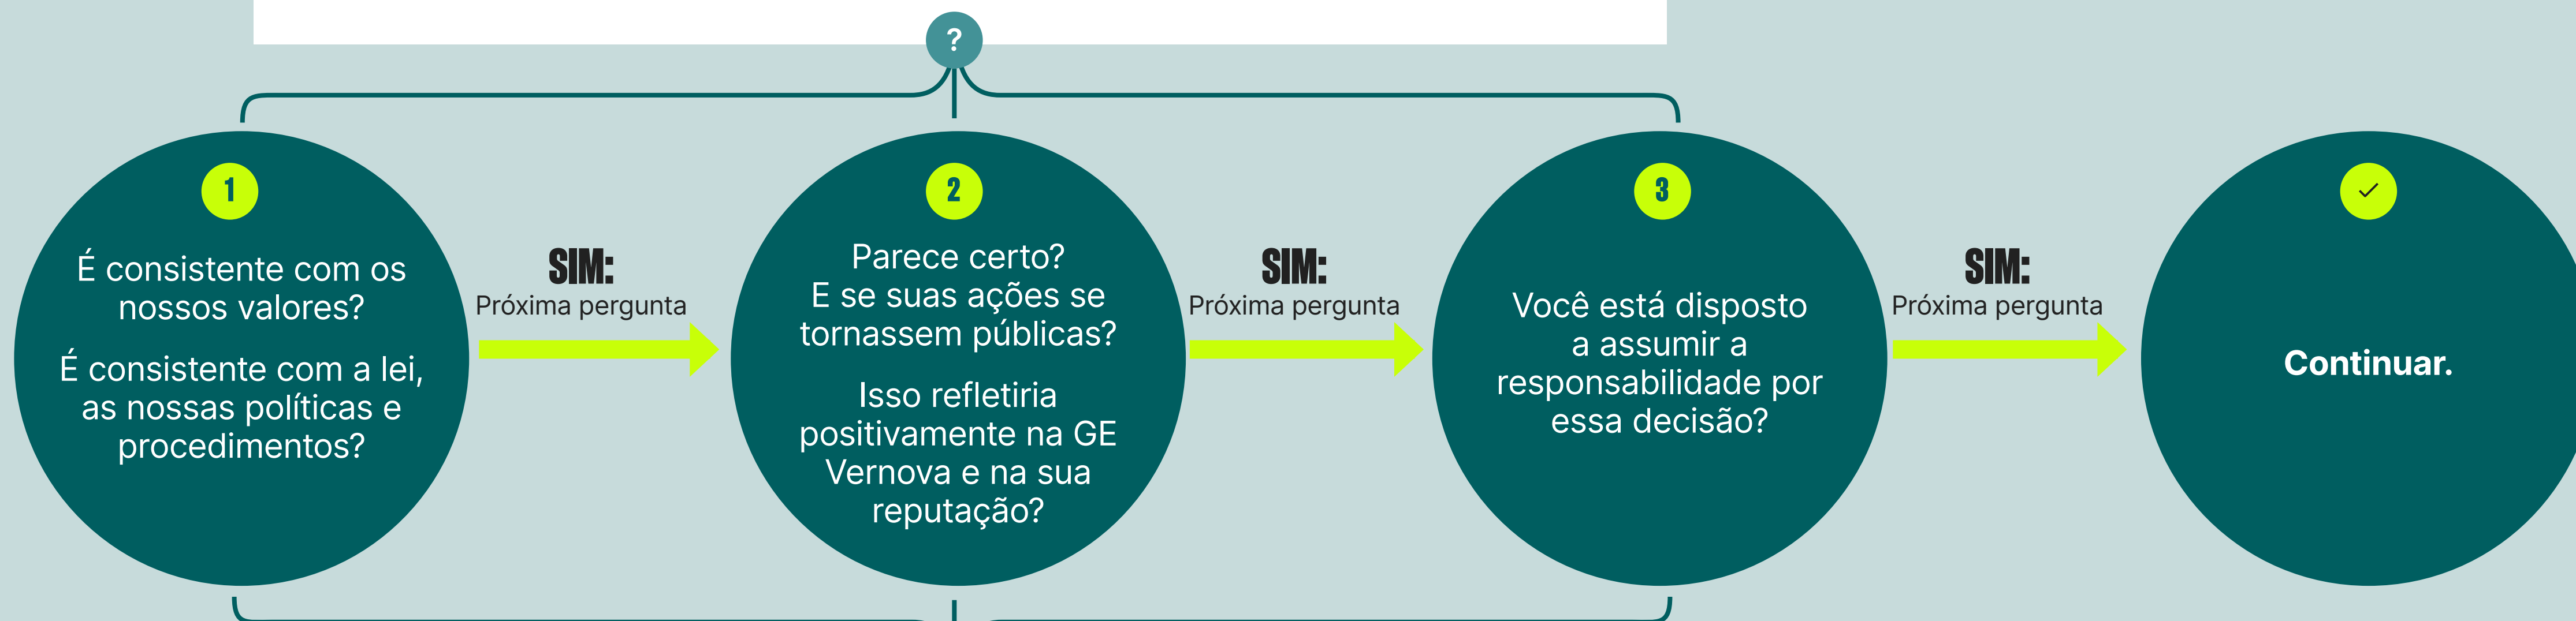 ?
1
É consistente com os
nossos valores?
É consistente com a lei,
as nossas políticas e
procedimentos?
SIM:
Próxima pergunta
2
Parece certo?
E se suas ações se
tornassem públicas?
Isso refletiria
positivamente na GE
Vernova e na sua
reputação?
SIM:
Próxima pergunta
3
Você está disposto
a assumir a
responsabilidade por
essa decisão?
SIM:
Próxima pergunta
Continuar.